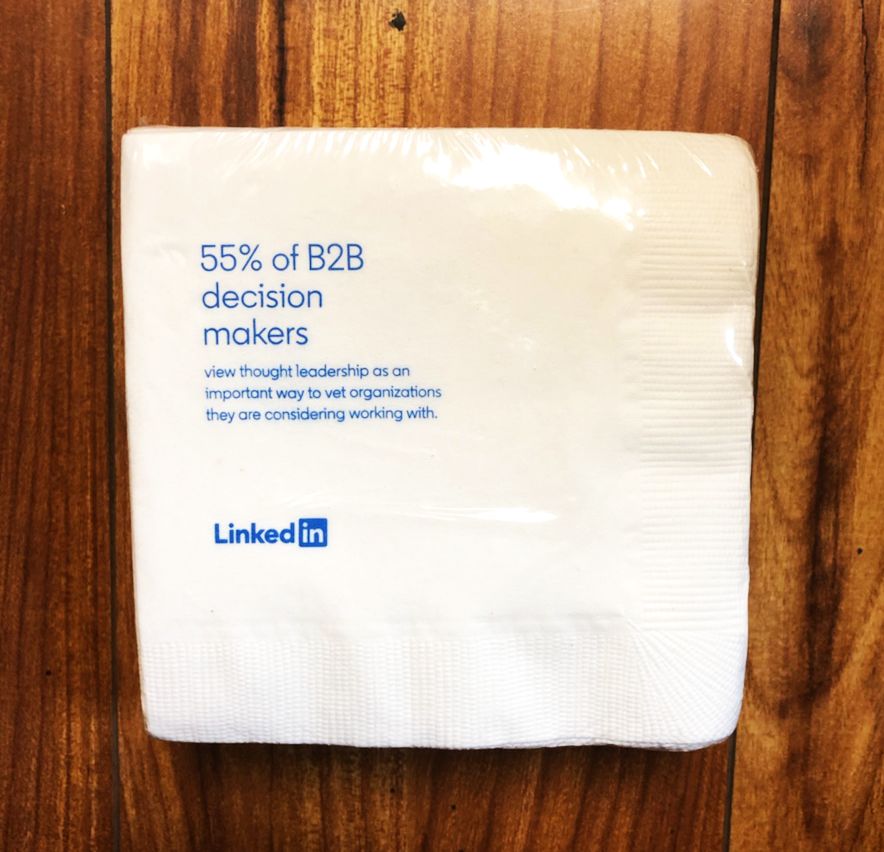 55% of B2B
decision
makers
view thought leadership as an
important way to vet organizations
they are considering working with.
Linkedin